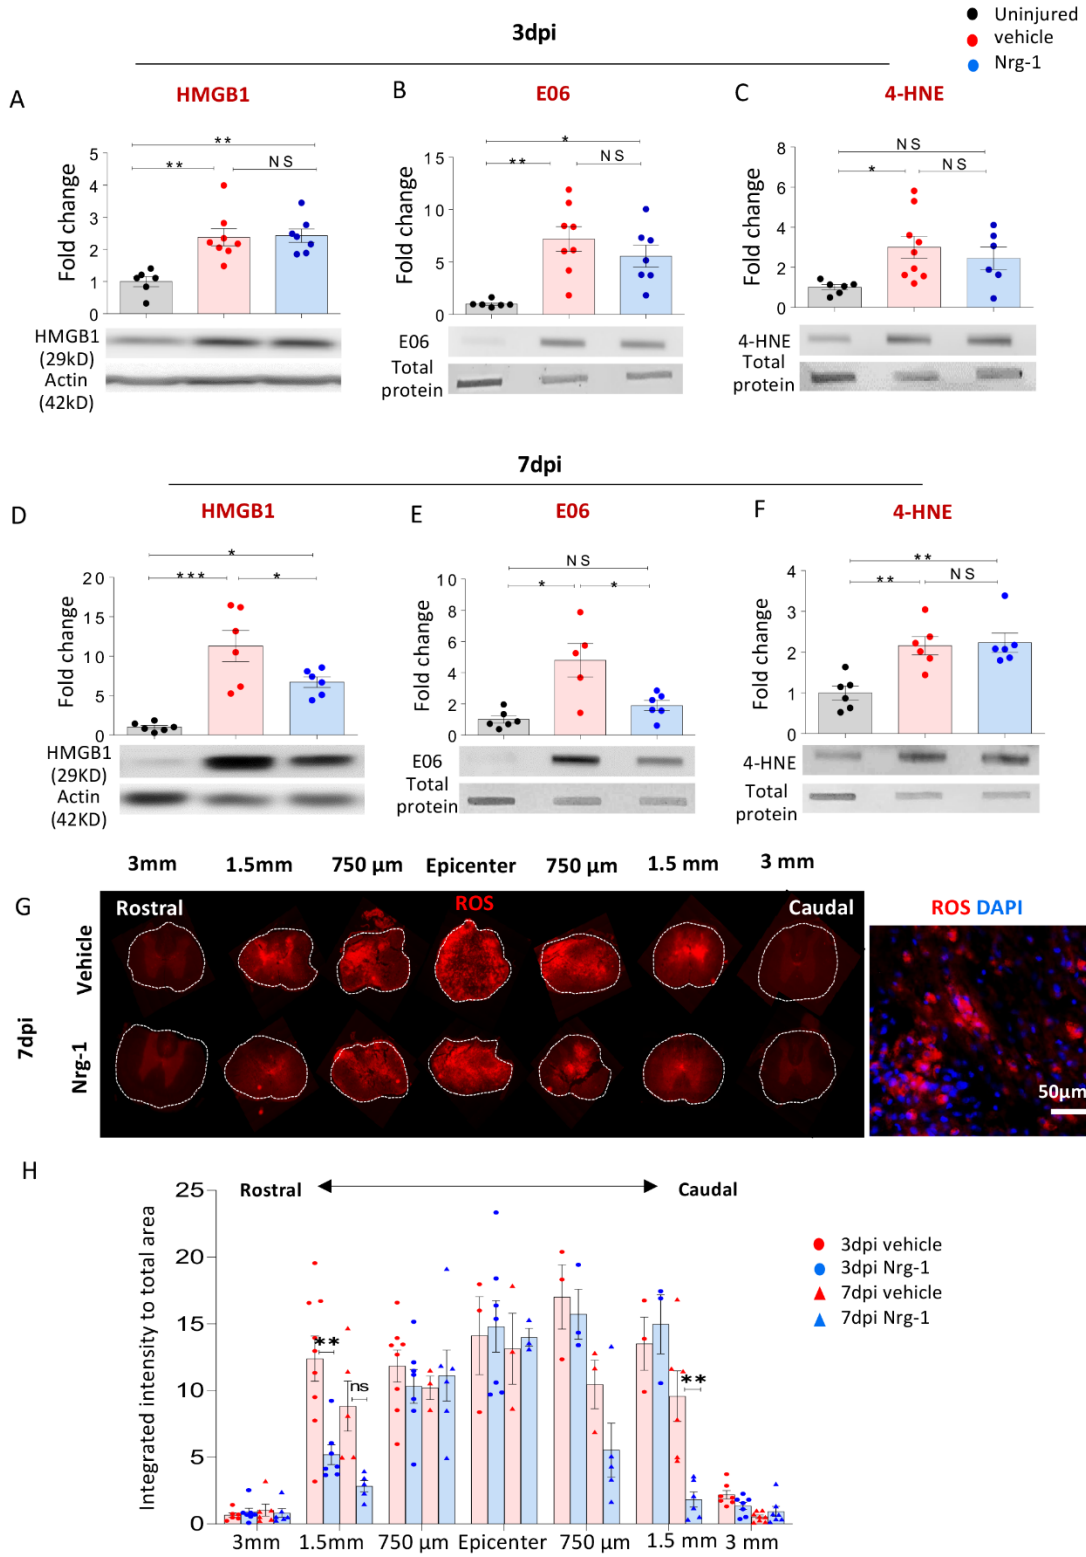 Uninjured
vehicle
Nrg-1
3dpi
A
HMGB1
B
E06
C
4-HNE
**
**
NS
Fold change
5
4
3
2
1
0
HMGB1
(29kD)
Actin
(42kD)
*
**
NS
Fold change
15
10
5
0
E06
Total
protein
NS
*
NS
Fold change
8
6
4
2
0
4-HNE
Total
protein
7dpi
D
HMGB1
E
E06
F
4-HNE
*
***
*
Fold change
20
15
10
5
0
HMGB1
(29KD)
Actin
(42KD)
NS
*
*
Fold change
10
8
6
4
2
0
E06
Total
protein
**
**
NS
Fold change
4
3
2
1
0
4-HNE
Total
protein
3mm 1.5mm 750 µm Epicenter 750 µm 1.5 mm 3 mm
G
Rostral ROS Caudal
ROS DAPI
Vehicle
7dpi
Nrg-1
50µm
H
Rostral Caudal
Integrated intensity to total area
25
20
15
10
5
0
**
ns
**
3dpi vehicle
3dpi Nrg-1
7dpi vehicle
7dpi Nrg-1
3mm 1.5mm 750 µm Epicenter 750 µm 1.5 mm 3 mm